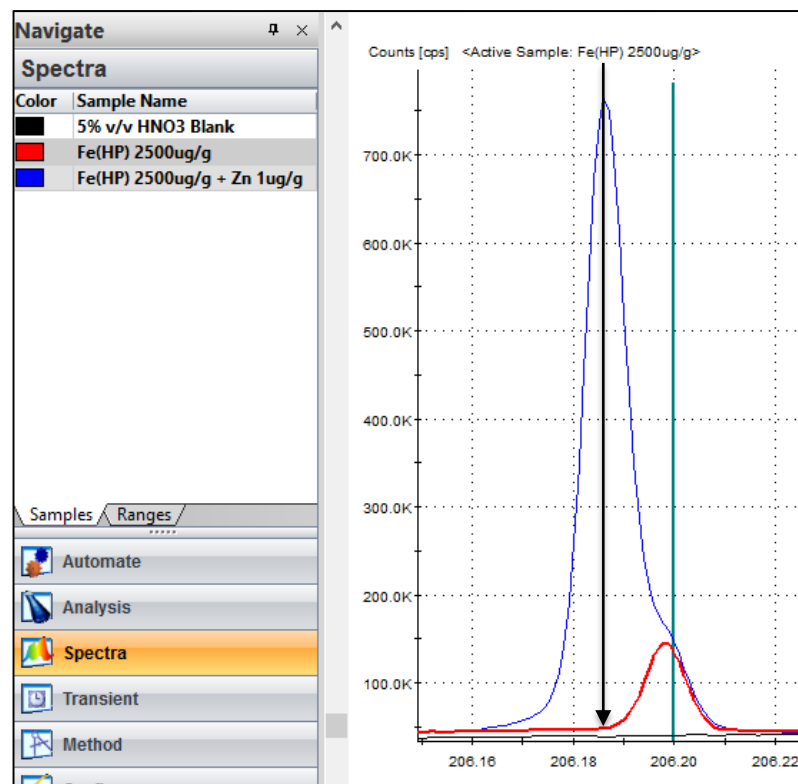 Navigate
Spectra
Color Sample Name
5% v/v HNO3 Blank
Fe(HP) 2500ug/g
Fe(HP) 2500ug/g + Zn 1ug/g
Samples Ranges
Automate
Analysis
Spectra
Transient
Method
Counts [cps] <Active Sample: Fe(HP) 2500ug/g>
700.0K
600.0K
500.0K
400.0K
300.0K
200.0K
100.0K
206.16 206.18 206.20 206.22